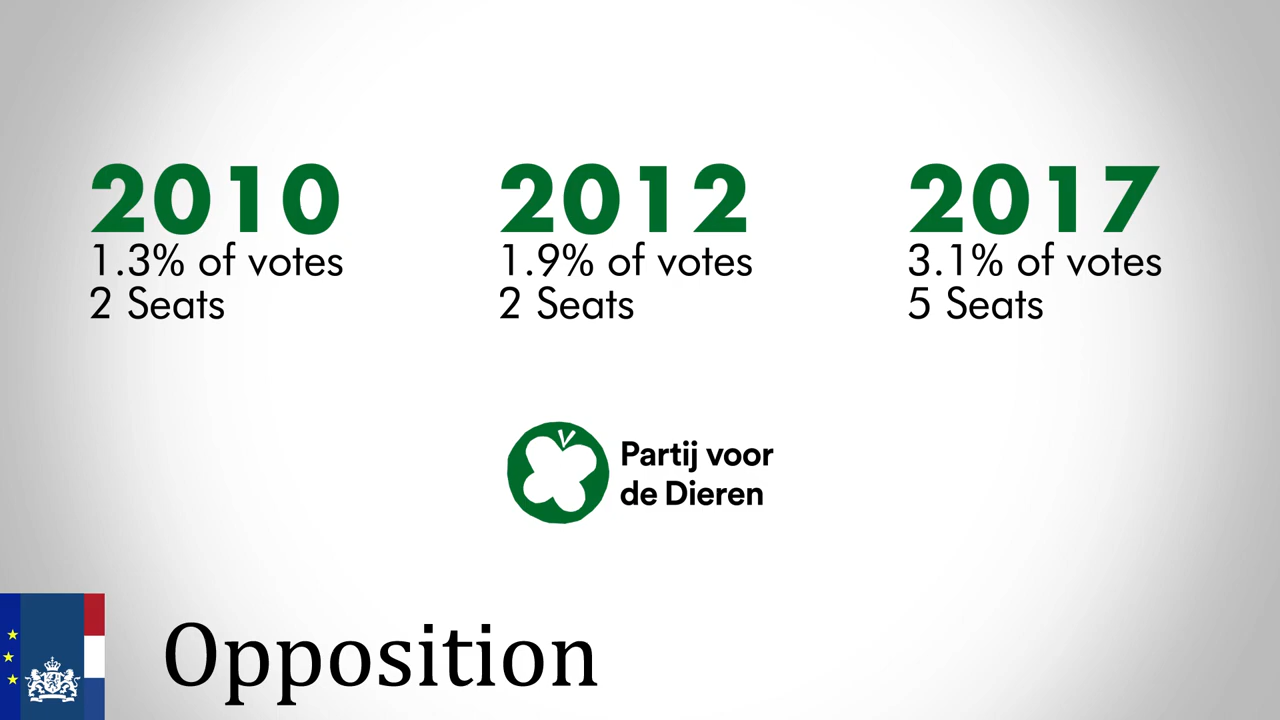 2010
1.3% of votes
2 Seats
2012
1.9% of votes
2 Seats
2017
3.1% of votes
5 Seats
Partij voor
de Dieren
Opposition